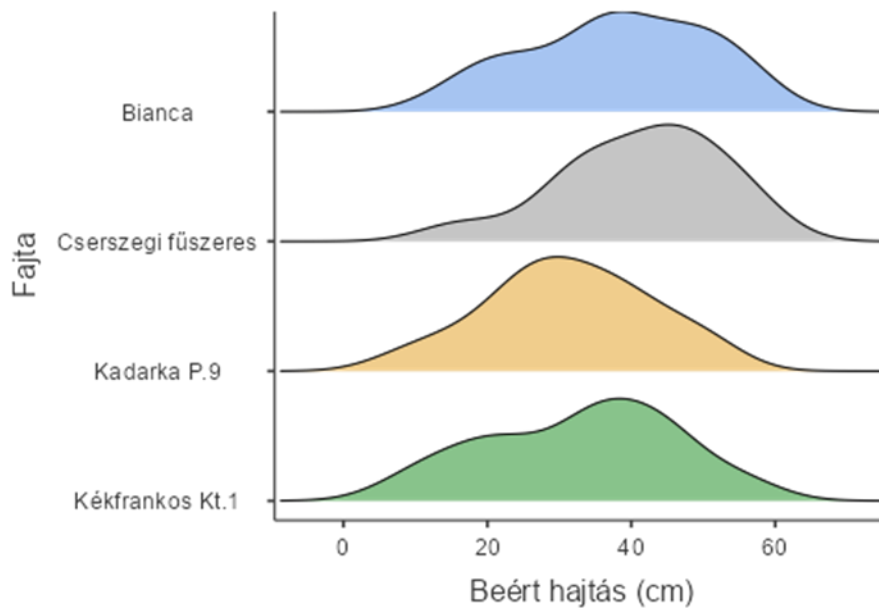 Bianca
Cserszegi fűszeres
Kadarka P.9
Kékfrankos Kt.1
Fajta
0 20 40 60
Beért hajtás (cm)